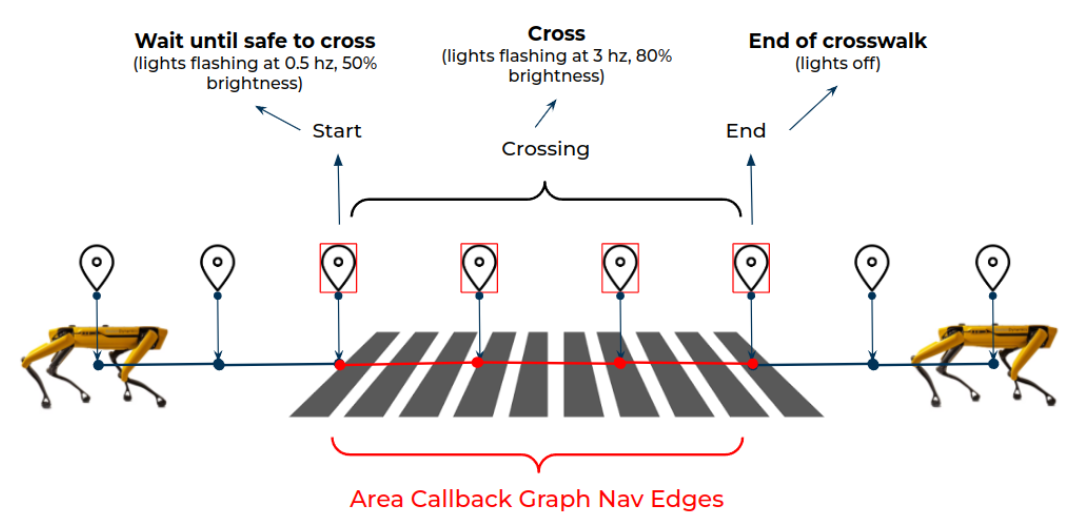 Wait until safe to cross
(lights flashing at 0.5 hz, 50%
brightness)
Cross
(lights flashing at 3 hz, 80%
brightness)
End of crosswalk
(lights off)
Start
Crossing
End
Area Callback Graph Nav Edges